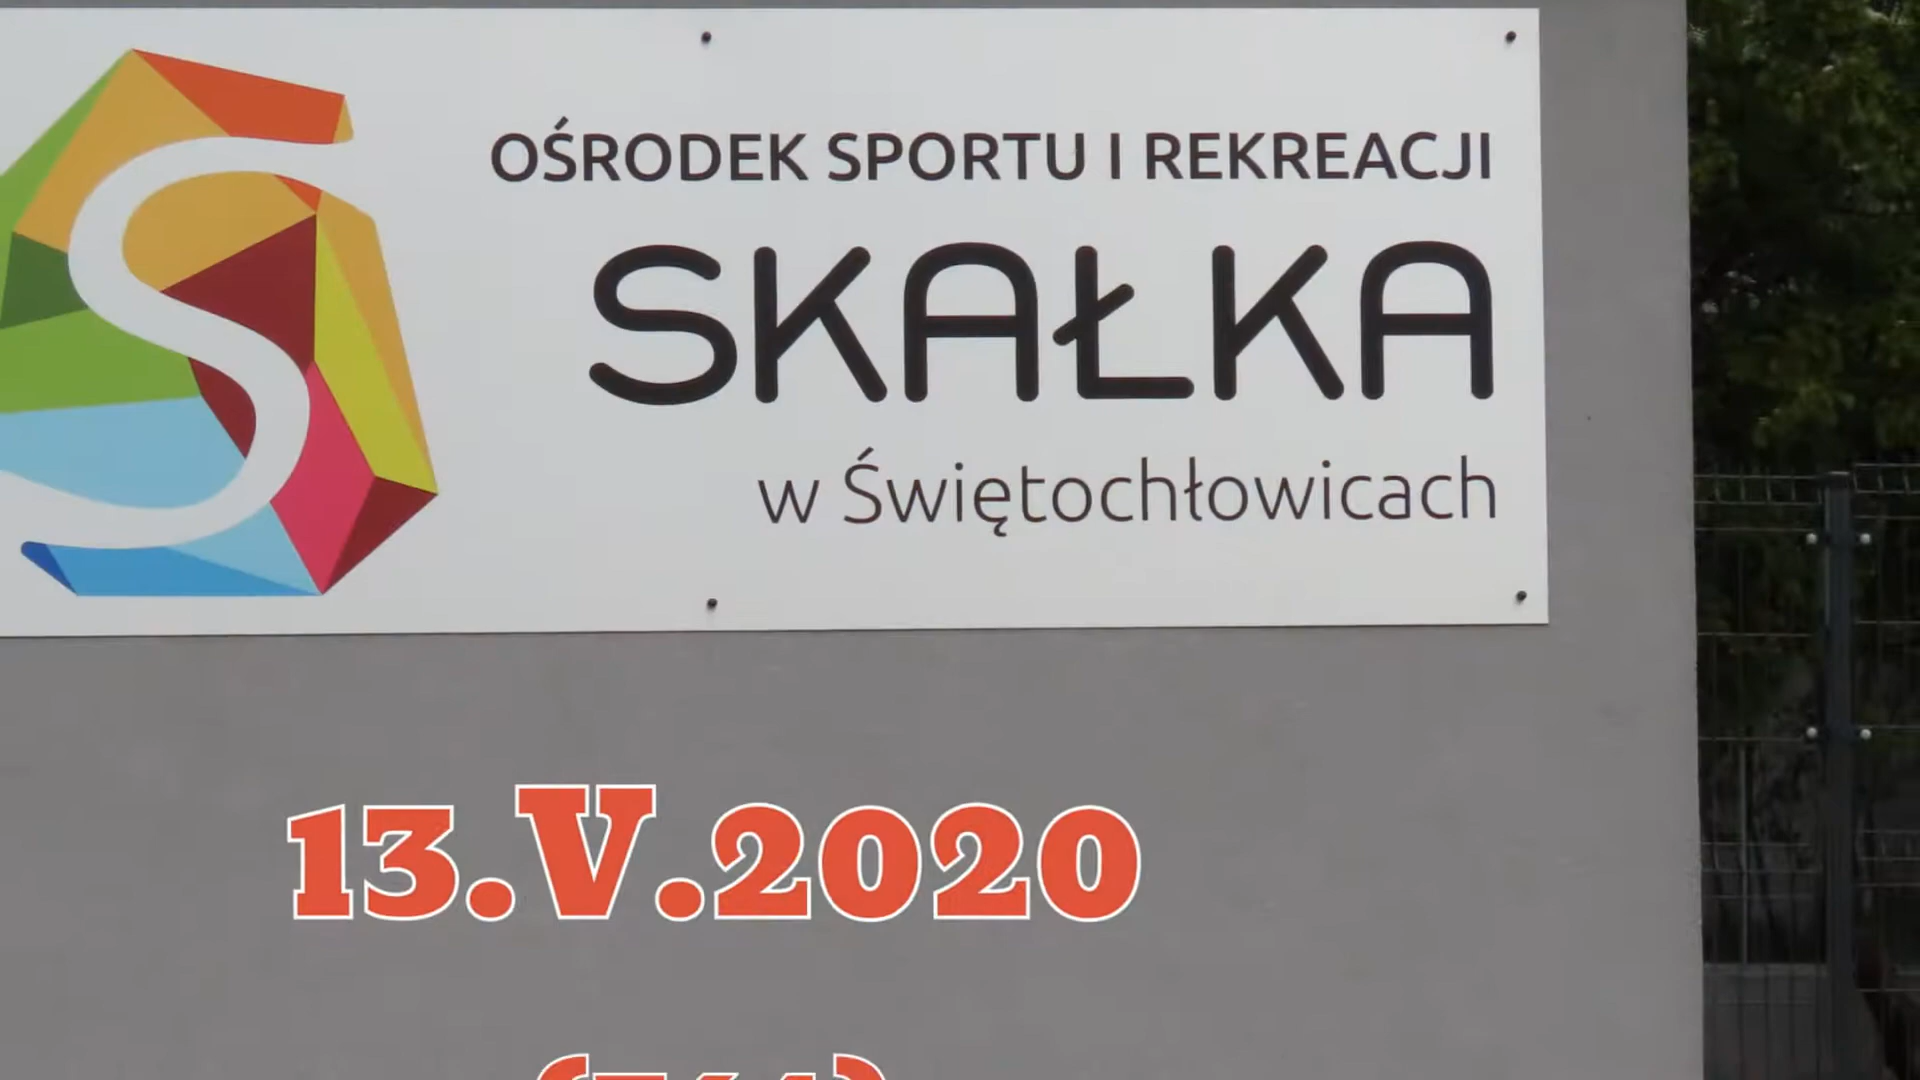 OŚRODEK SPORTU I REKREACJI
SKAŁKA
w Świętochłowicach
13.V.2020